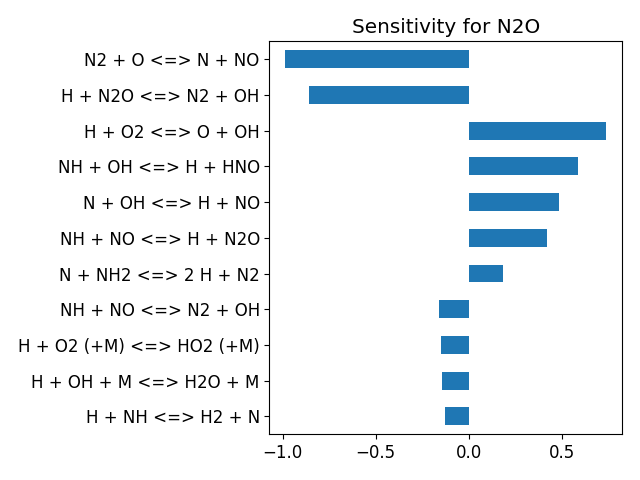 Sensitivity for N2O
N2 + O <=> N + NO
H + N2O <=> N2 + OH
H + O2 <=> O + OH
NH + OH <=> H + HNO
N + OH <=> H + NO
NH + NO <=> H + N2O
N + NH2 <=> 2 H + N2
NH + NO <=> N2 + OH
H + O2 (+M) <=> HO2 (+M)
H + OH + M <=> H2O + M
H + NH <=> H2 + N
−1.0 −0.5 0.0 0.5